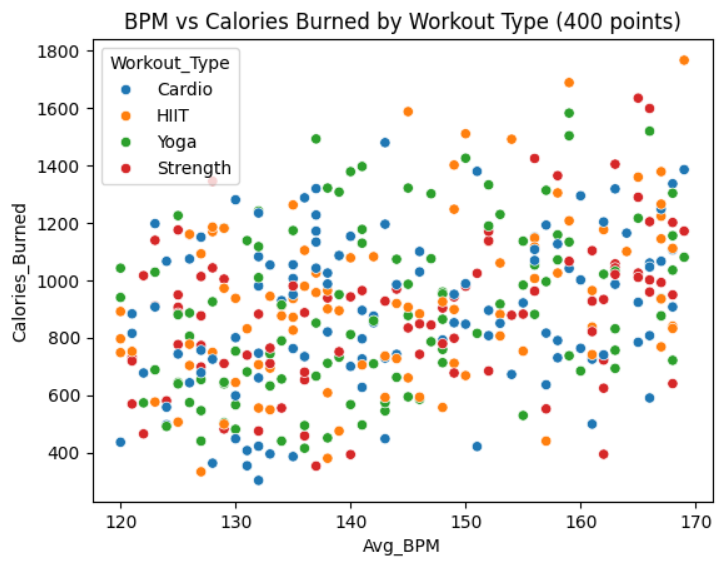 BPM vs Calories Burned by Workout Type (400 points)
Workout_Type
Cardio
HIIT
Yoga
Strength
Calories_Burned
1800
1600
1400
1200
1000
800
600
400
120 130 140 150 160 170
Avg_BPM